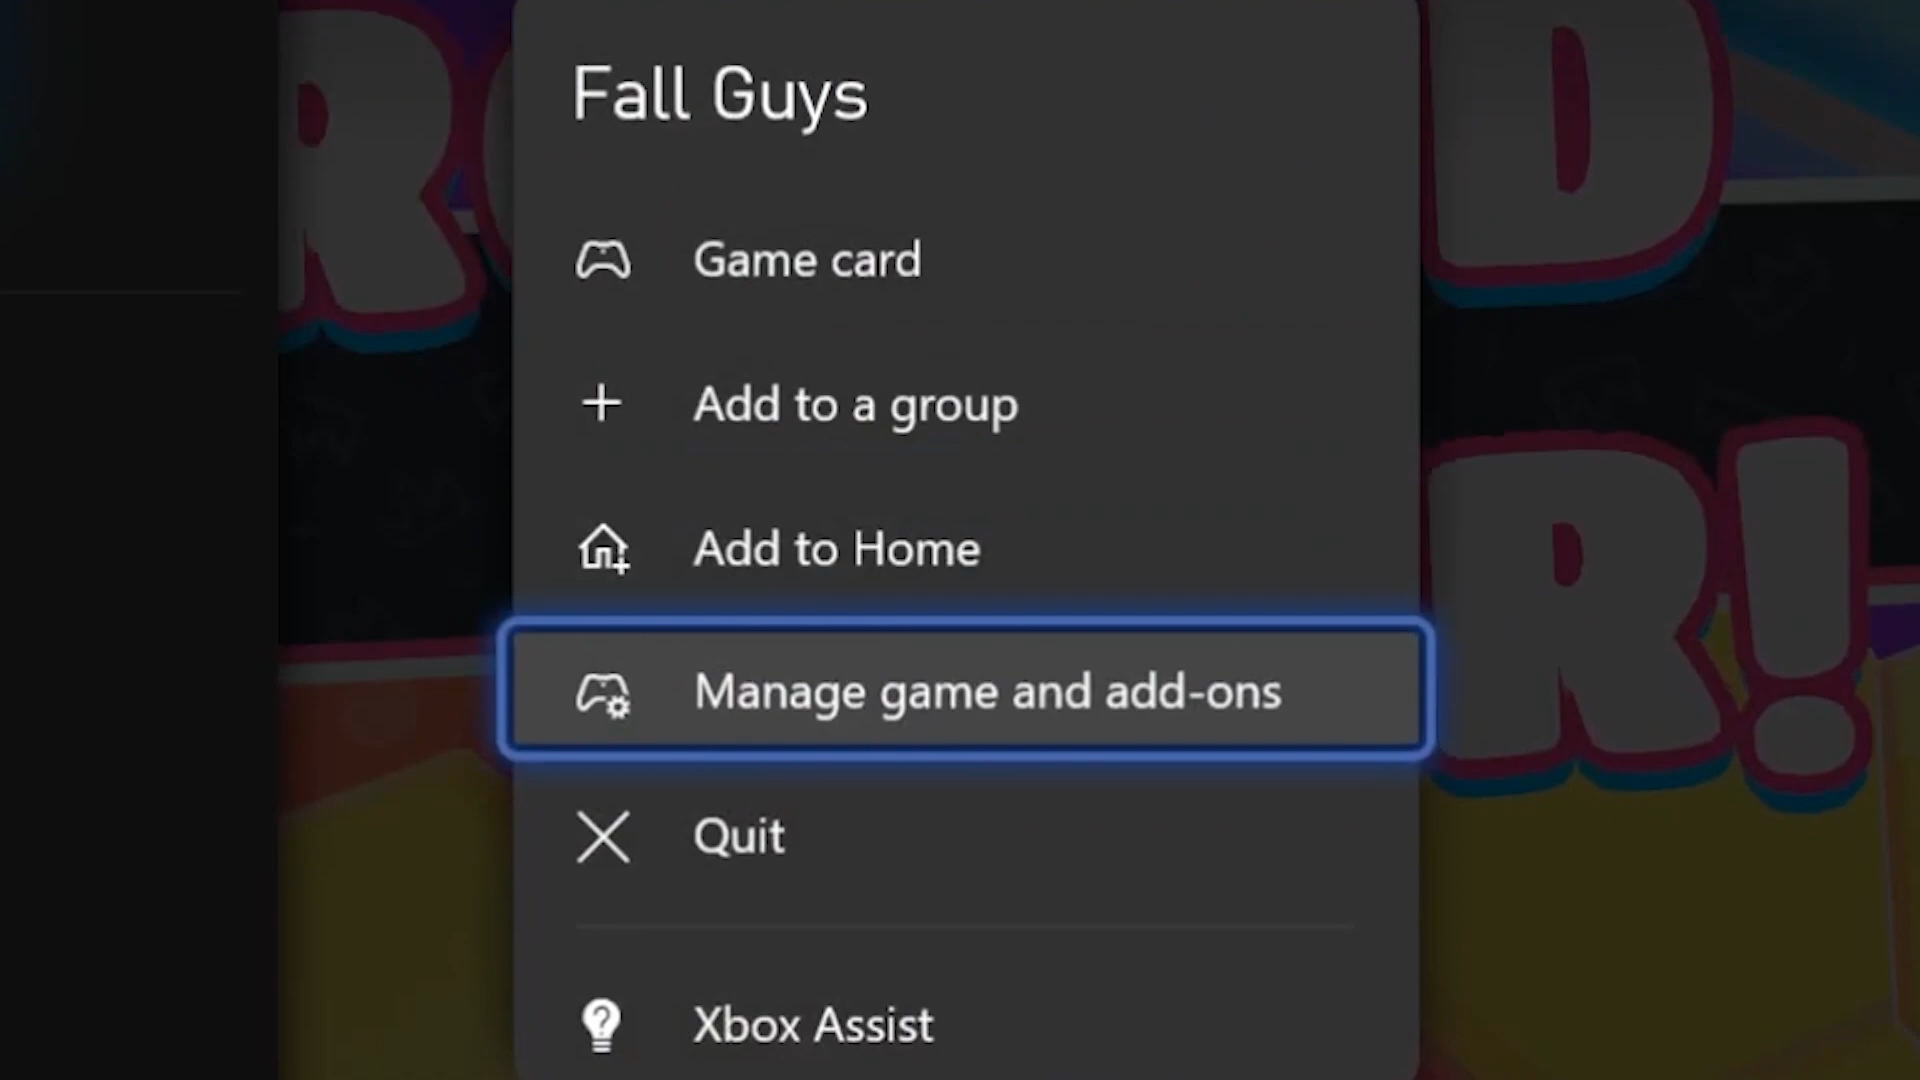 Fall Guys
Game card
Add to a group
Add to Home
Manage game and add-ons
Quit
Xbox Assist